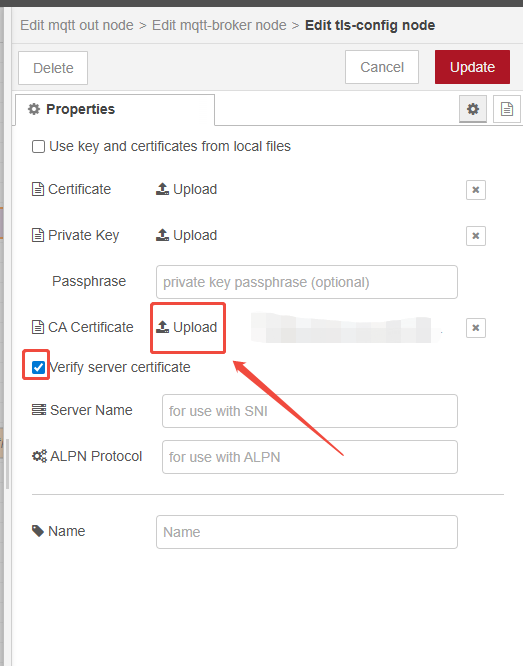 Edit mqtt out node > Edit mqtt-broker node > Edit tls-config node
Delete Cancel Update
Properties
Use key and certificates from local files
Certificate Upload
Private Key Upload
Passphrase private key passphrase (optional)
CA Certificate Upload
Verify server certificate
Server Name for use with SNI
ALPN Protocol for use with ALPN
Name Name